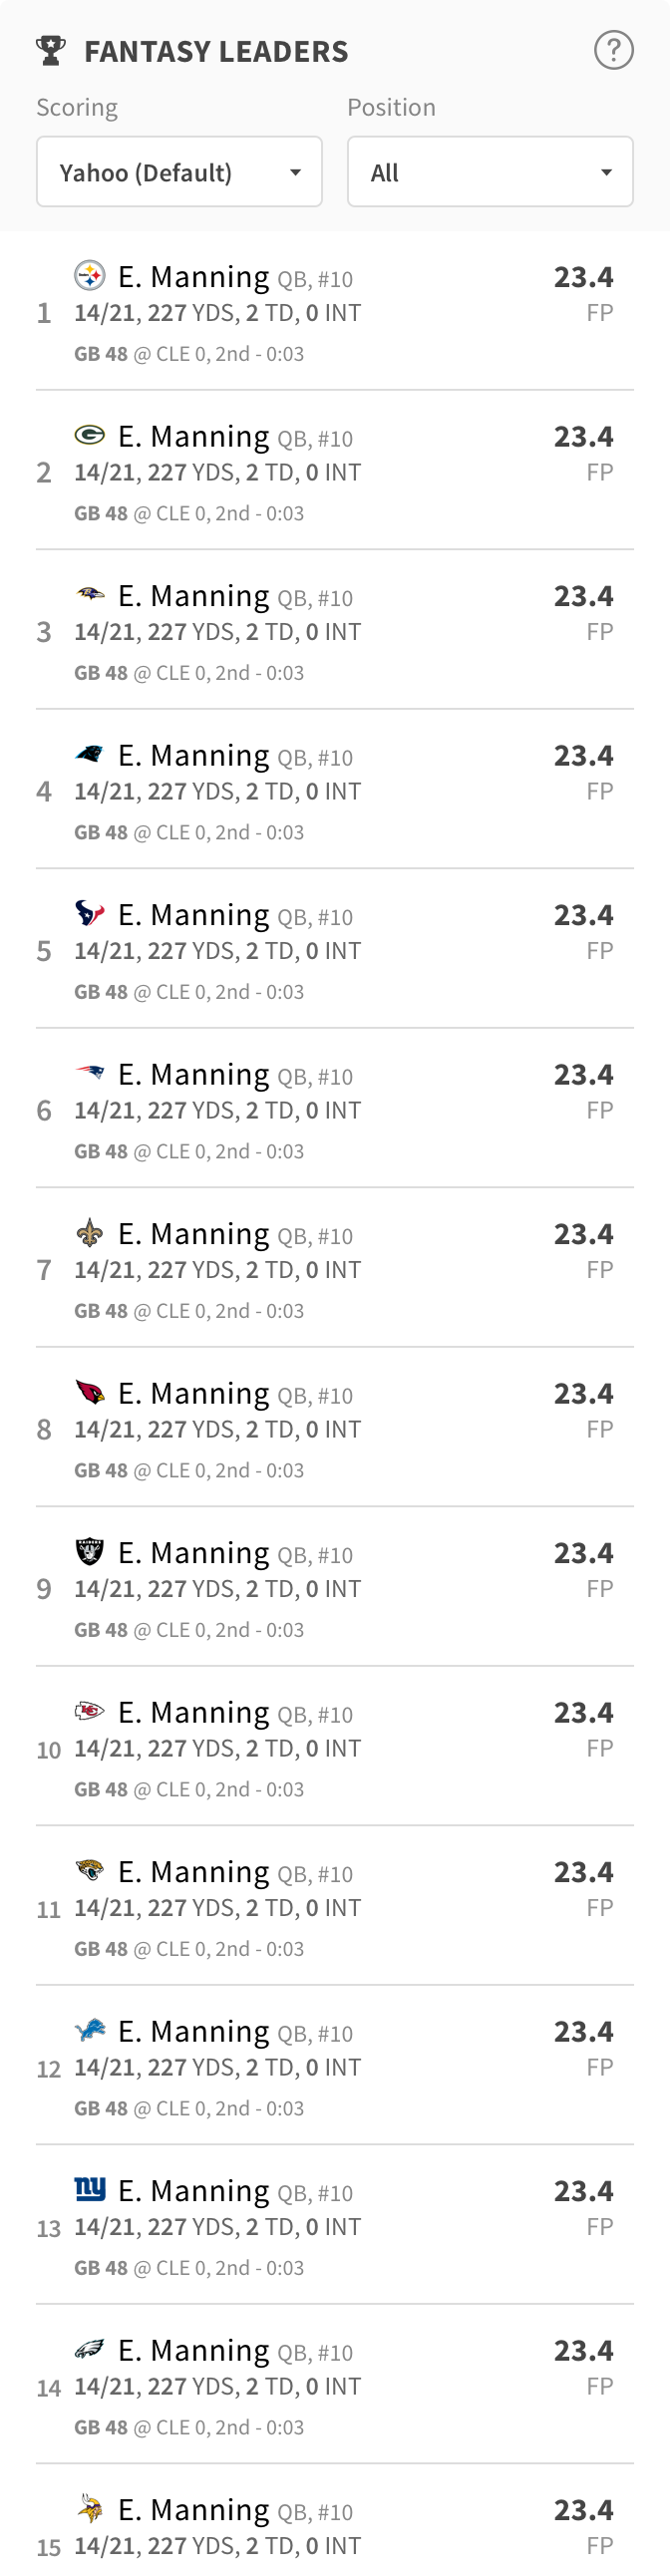 FANTASY LEADERS
?
Scoring
Position
Yahoo (Default)
All
1
E. Manning QB, #10
23.4
14/21, 227 YDS, 2 TD, 0 INT
FP
GB 48 @ CLE 0, 2nd - 0:03
2
E. Manning QB, #10
23.4
14/21, 227 YDS, 2 TD, 0 INT
FP
GB 48 @ CLE 0, 2nd - 0:03
3
E. Manning QB, #10
23.4
14/21, 227 YDS, 2 TD, 0 INT
FP
GB 48 @ CLE 0, 2nd - 0:03
4
E. Manning QB, #10
23.4
14/21, 227 YDS, 2 TD, 0 INT
FP
GB 48 @ CLE 0, 2nd - 0:03
5
E. Manning QB, #10
23.4
14/21, 227 YDS, 2 TD, 0 INT
FP
GB 48 @ CLE 0, 2nd - 0:03
6
E. Manning QB, #10
23.4
14/21, 227 YDS, 2 TD, 0 INT
FP
GB 48 @ CLE 0, 2nd - 0:03
7
E. Manning QB, #10
23.4
14/21, 227 YDS, 2 TD, 0 INT
FP
GB 48 @ CLE 0, 2nd - 0:03
8
E. Manning QB, #10
23.4
14/21, 227 YDS, 2 TD, 0 INT
FP
GB 48 @ CLE 0, 2nd - 0:03
9
RAIDERS
E. Manning QB, #10
23.4
14/21, 227 YDS, 2 TD, 0 INT
FP
GB 48 @ CLE 0, 2nd - 0:03
10
KC
E. Manning QB, #10
23.4
14/21, 227 YDS, 2 TD, 0 INT
FP
GB 48 @ CLE 0, 2nd - 0:03
11
E. Manning QB, #10
23.4
14/21, 227 YDS, 2 TD, 0 INT
FP
GB 48 @ CLE 0, 2nd - 0:03
12
E. Manning QB, #10
23.4
14/21, 227 YDS, 2 TD, 0 INT
FP
GB 48 @ CLE 0, 2nd - 0:03
13
ny
E. Manning QB, #10
23.4
14/21, 227 YDS, 2 TD, 0 INT
FP
GB 48 @ CLE 0, 2nd - 0:03
14
E. Manning QB, #10
23.4
14/21, 227 YDS, 2 TD, 0 INT
FP
GB 48 @ CLE 0, 2nd - 0:03
15
E. Manning QB, #10
23.4
14/21, 227 YDS, 2 TD, 0 INT
FP